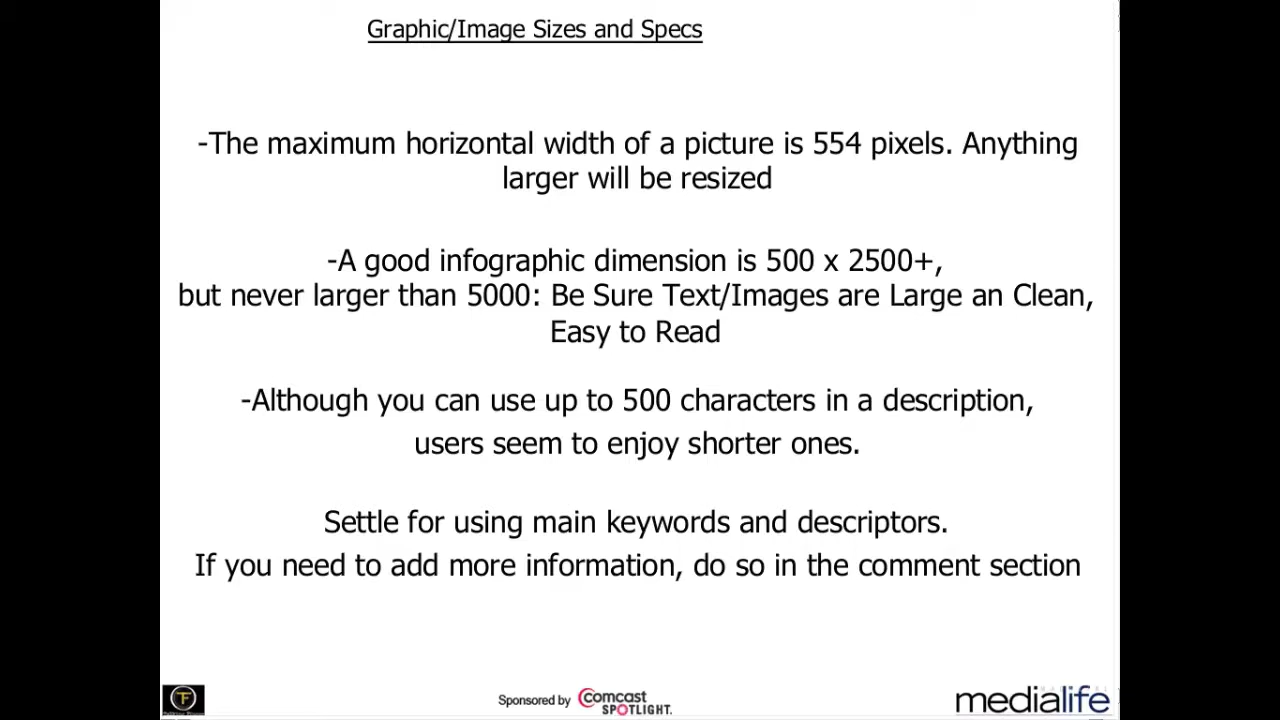 Graphic/Image Sizes and Specs
-The maximum horizontal width of a picture is 554 pixels. Anything
larger will be resized
-A good infographic dimension is 500 x 2500+,
but never larger than 5000: Be Sure Text/Images are Large an Clean,
Easy to Read
-Although you can use up to 500 characters in a description,
users seem to enjoy shorter ones.
Settle for using main keywords and descriptors.
If you need to add more information, do so in the comment section
Sponsored by Comcast
SPOTLIGHT.
medialife